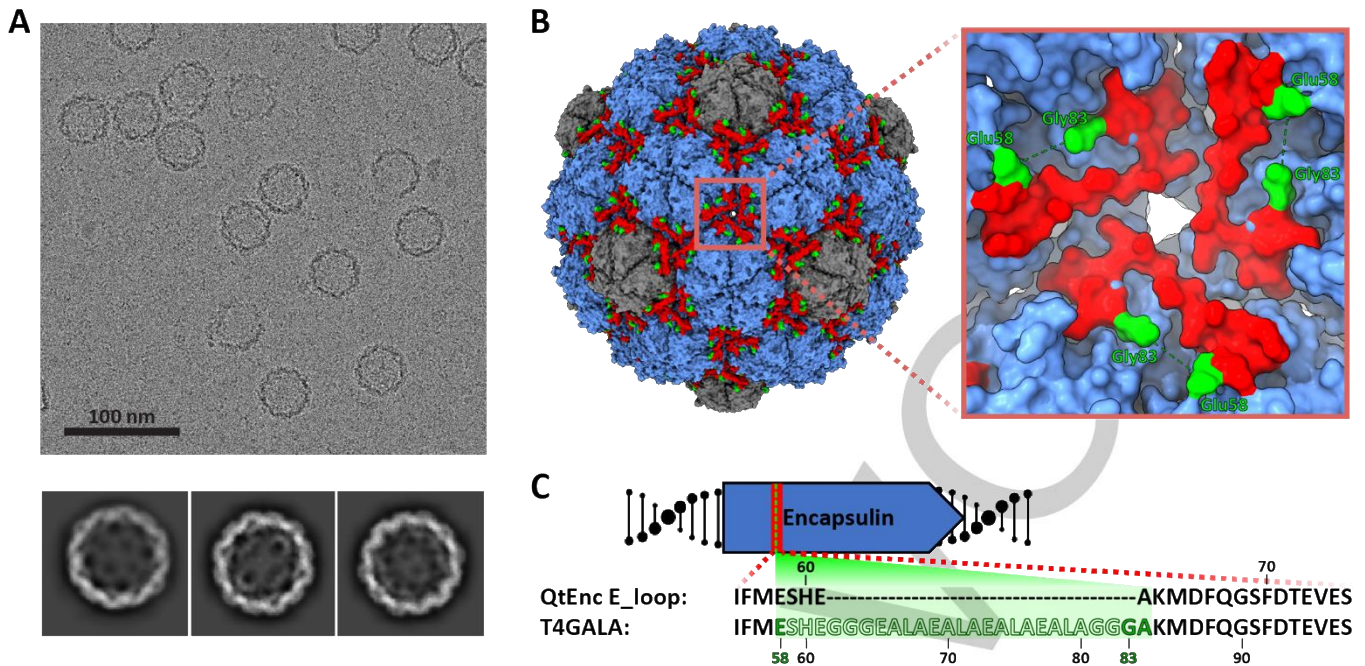 A
100 nm
B
Glu58
Gly83
Glu58
Gly83
Gly83
Glu58
C
Encapsulin
60 70
QtEnc E_loop: IFMESHE----------------------AKMDFQGSFDTEVES
T4GALA: IFMESHEGGGEALAEALAEALAEALAGGGAKMDFQGSFDTEVES
58 60 70 80 83 90